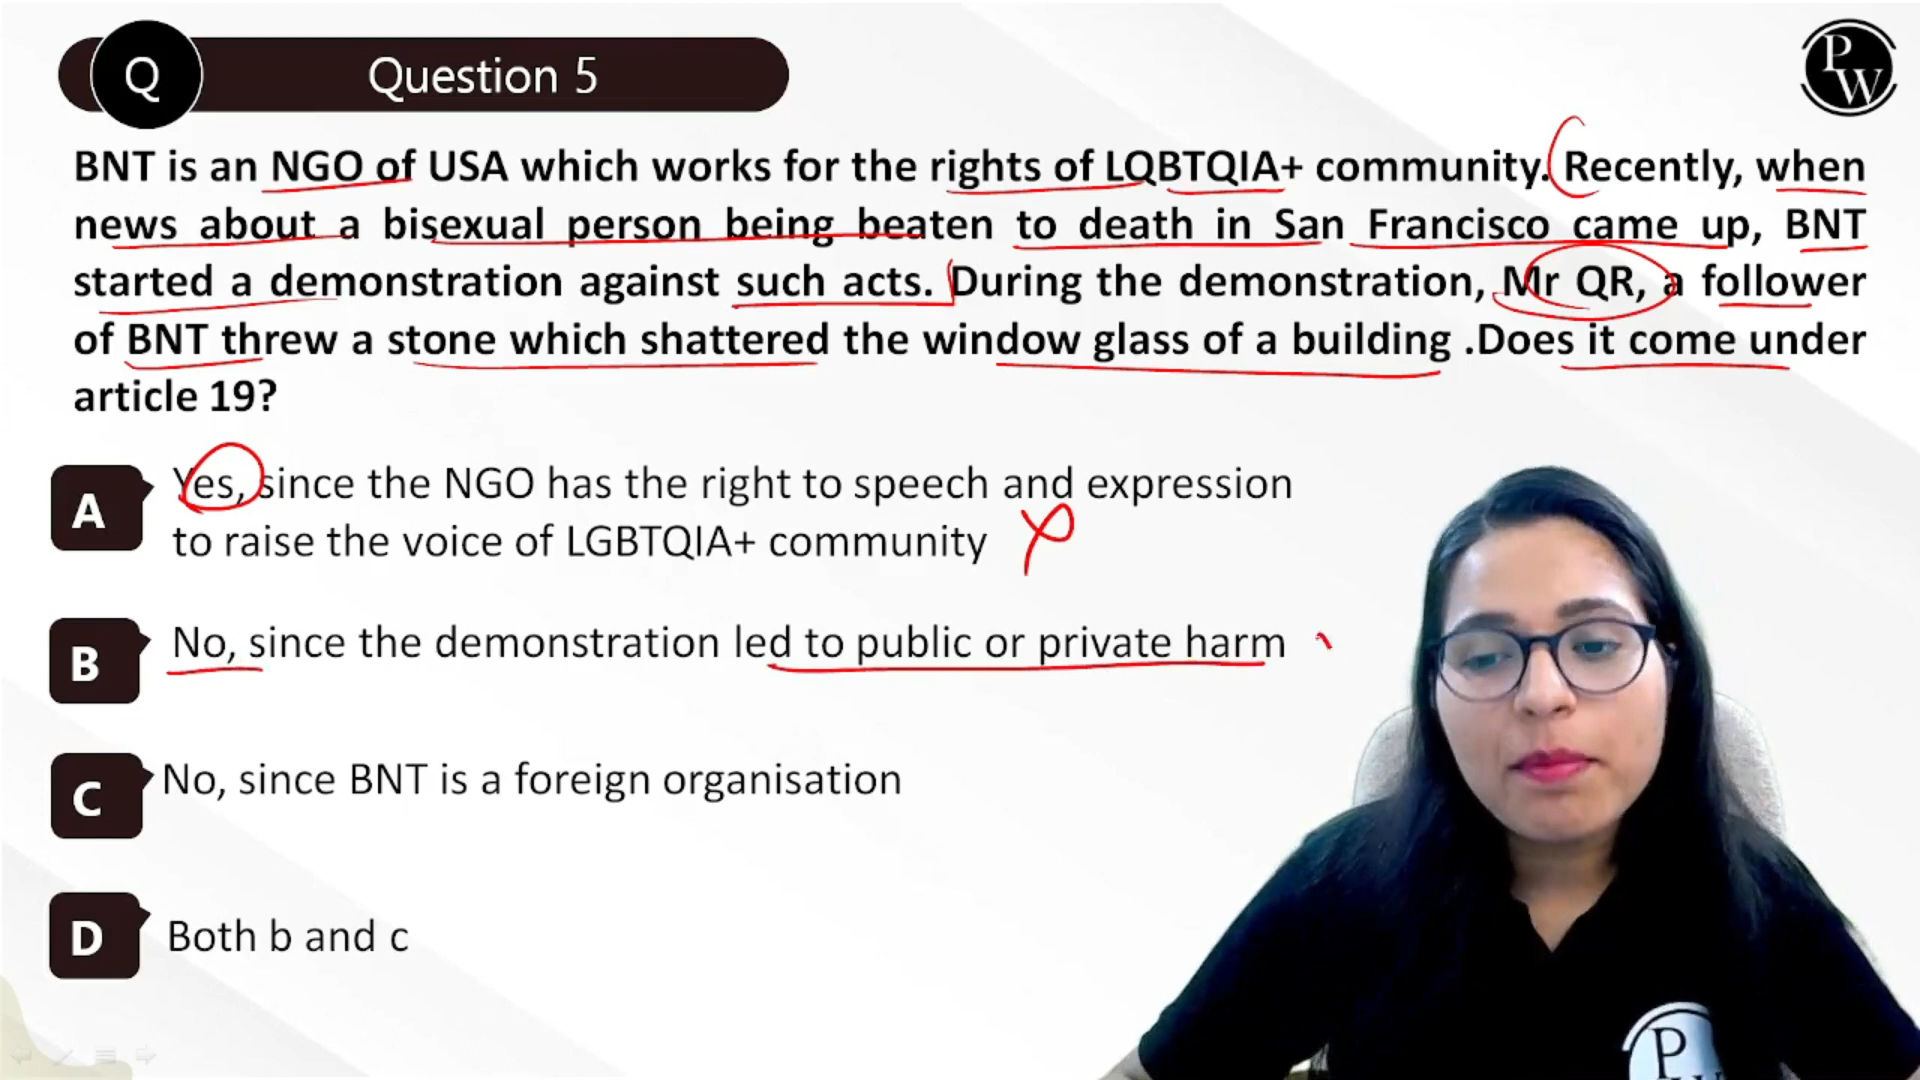 Q
Question 5
P
W
BNT is an NGO of USA which works for the rights of LQBTQIA+ community. Recently, when
news about a bisexual person being beaten to death in San Francisco came up, BNT
started a demonstration against such acts. During the demonstration, Mr QR, a follower
of BNT threw a stone which shattered the window glass of a building .Does it come under
article 19?
A
Yes, since the NGO has the right to speech and expression
to raise the voice of LGBTQIA+ community
B
No, since the demonstration led to public or private harm
C
No, since BNT is a foreign organisation
D
Both b and c
P
W